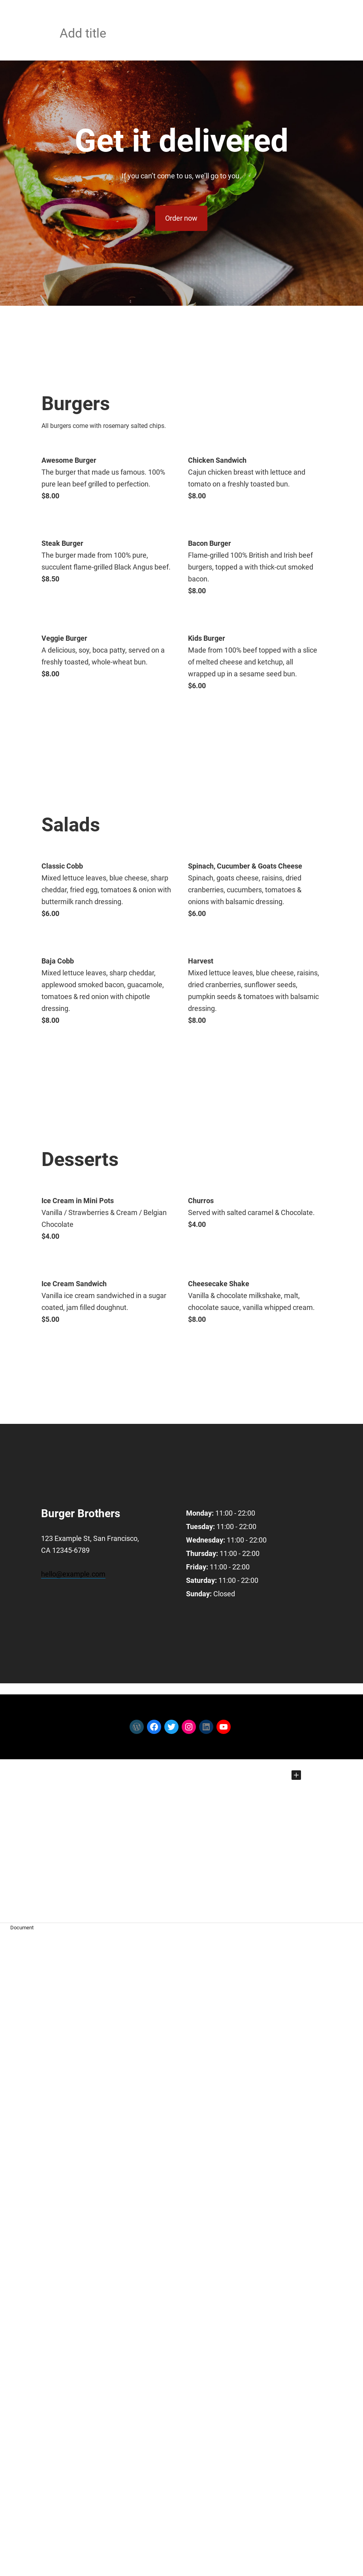 Add title
Get it delivered
If you can't come to us, we'll go to you.
Order now
Burgers
All burgers come with rosemary salted chips.
Awesome Burger
The burger that made us famous. 100%
pure lean beef grilled to perfection.
$8.00
Chicken Sandwich
Cajun chicken breast with lettuce and
tomato on a freshly toasted bun.
$8.00
Steak Burger
The burger made from 100% pure,
succulent flame-grilled Black Angus beef.
$8.50
Bacon Burger
Flame-grilled 100% British and Irish beef
burgers, topped a with thick-cut smoked
bacon.
$8.00
Veggie Burger
A delicious, soy, boca patty, served on a
freshly toasted, whole-wheat bun.
$8.00
Kids Burger
Made from 100% beef topped with a slice
of melted cheese and ketchup, all
wrapped up in a sesame seed bun.
$6.00
Salads
Classic Cobb
Mixed lettuce leaves, blue cheese, sharp
cheddar, fried egg, tomatoes & onion with
buttermilk ranch dressing.
$6.00
Spinach, Cucumber & Goats Cheese
Spinach, goats cheese, raisins, dried
cranberries, cucumbers, tomatoes &
onions with balsamic dressing.
$6.00
Baja Cobb
Mixed lettuce leaves, sharp cheddar,
applewood smoked bacon, guacamole,
tomatoes & red onion with chipotle
dressing.
$8.00
Harvest
Mixed lettuce leaves, blue cheese, raisins,
dried cranberries, sunflower seeds,
pumpkin seeds & tomatoes with balsamic
dressing.
$8.00
Desserts
Ice Cream in Mini Pots
Vanilla / Strawberries & Cream / Belgian
Chocolate
$4.00
Churros
Served with salted caramel & Chocolate.
$4.00
Ice Cream Sandwich
Vanilla ice cream sandwiched in a sugar
coated, jam filled doughnut.
$5.00
Cheesecake Shake
Vanilla & chocolate milkshake, malt,
chocolate sauce, vanilla whipped cream.
$8.00
Burger Brothers
123 Example St, San Francisco,
CA 12345-6789
hello@example.com
Monday: 11:00 - 22:00
Tuesday: 11:00 - 22:00
Wednesday: 11:00 - 22:00
Thursday: 11:00 - 22:00
Friday: 11:00 - 22:00
Saturday: 11:00 - 22:00
Sunday: Closed
Document